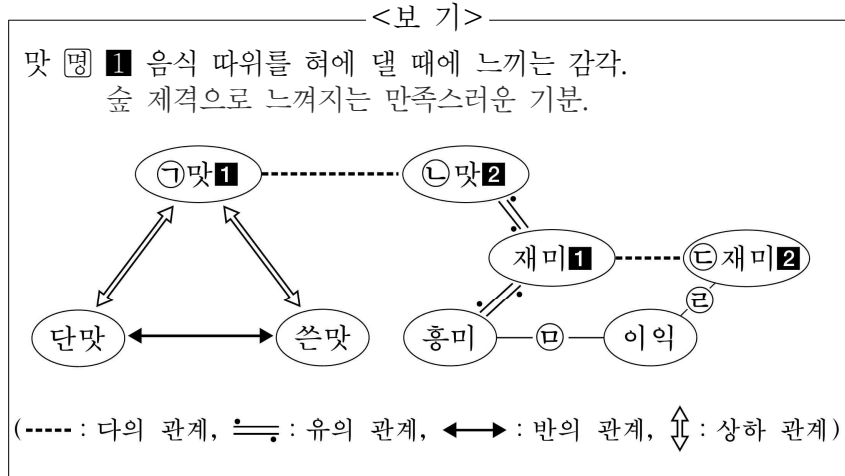 <보 기>
맛 명 1 음식 따위를 혀에 댈 때에 느끼는 감각.
숲 제격으로 느껴지는 만족스러운 기분.
㉠맛1 ㉡맛2
재미1 ㉢재미2
㉣
단맛 쓴맛 흥미 ㉤ 이익
(----- : 다의 관계, : 유의 관계, ↔ : 반의 관계, ⇕ : 상하 관계)